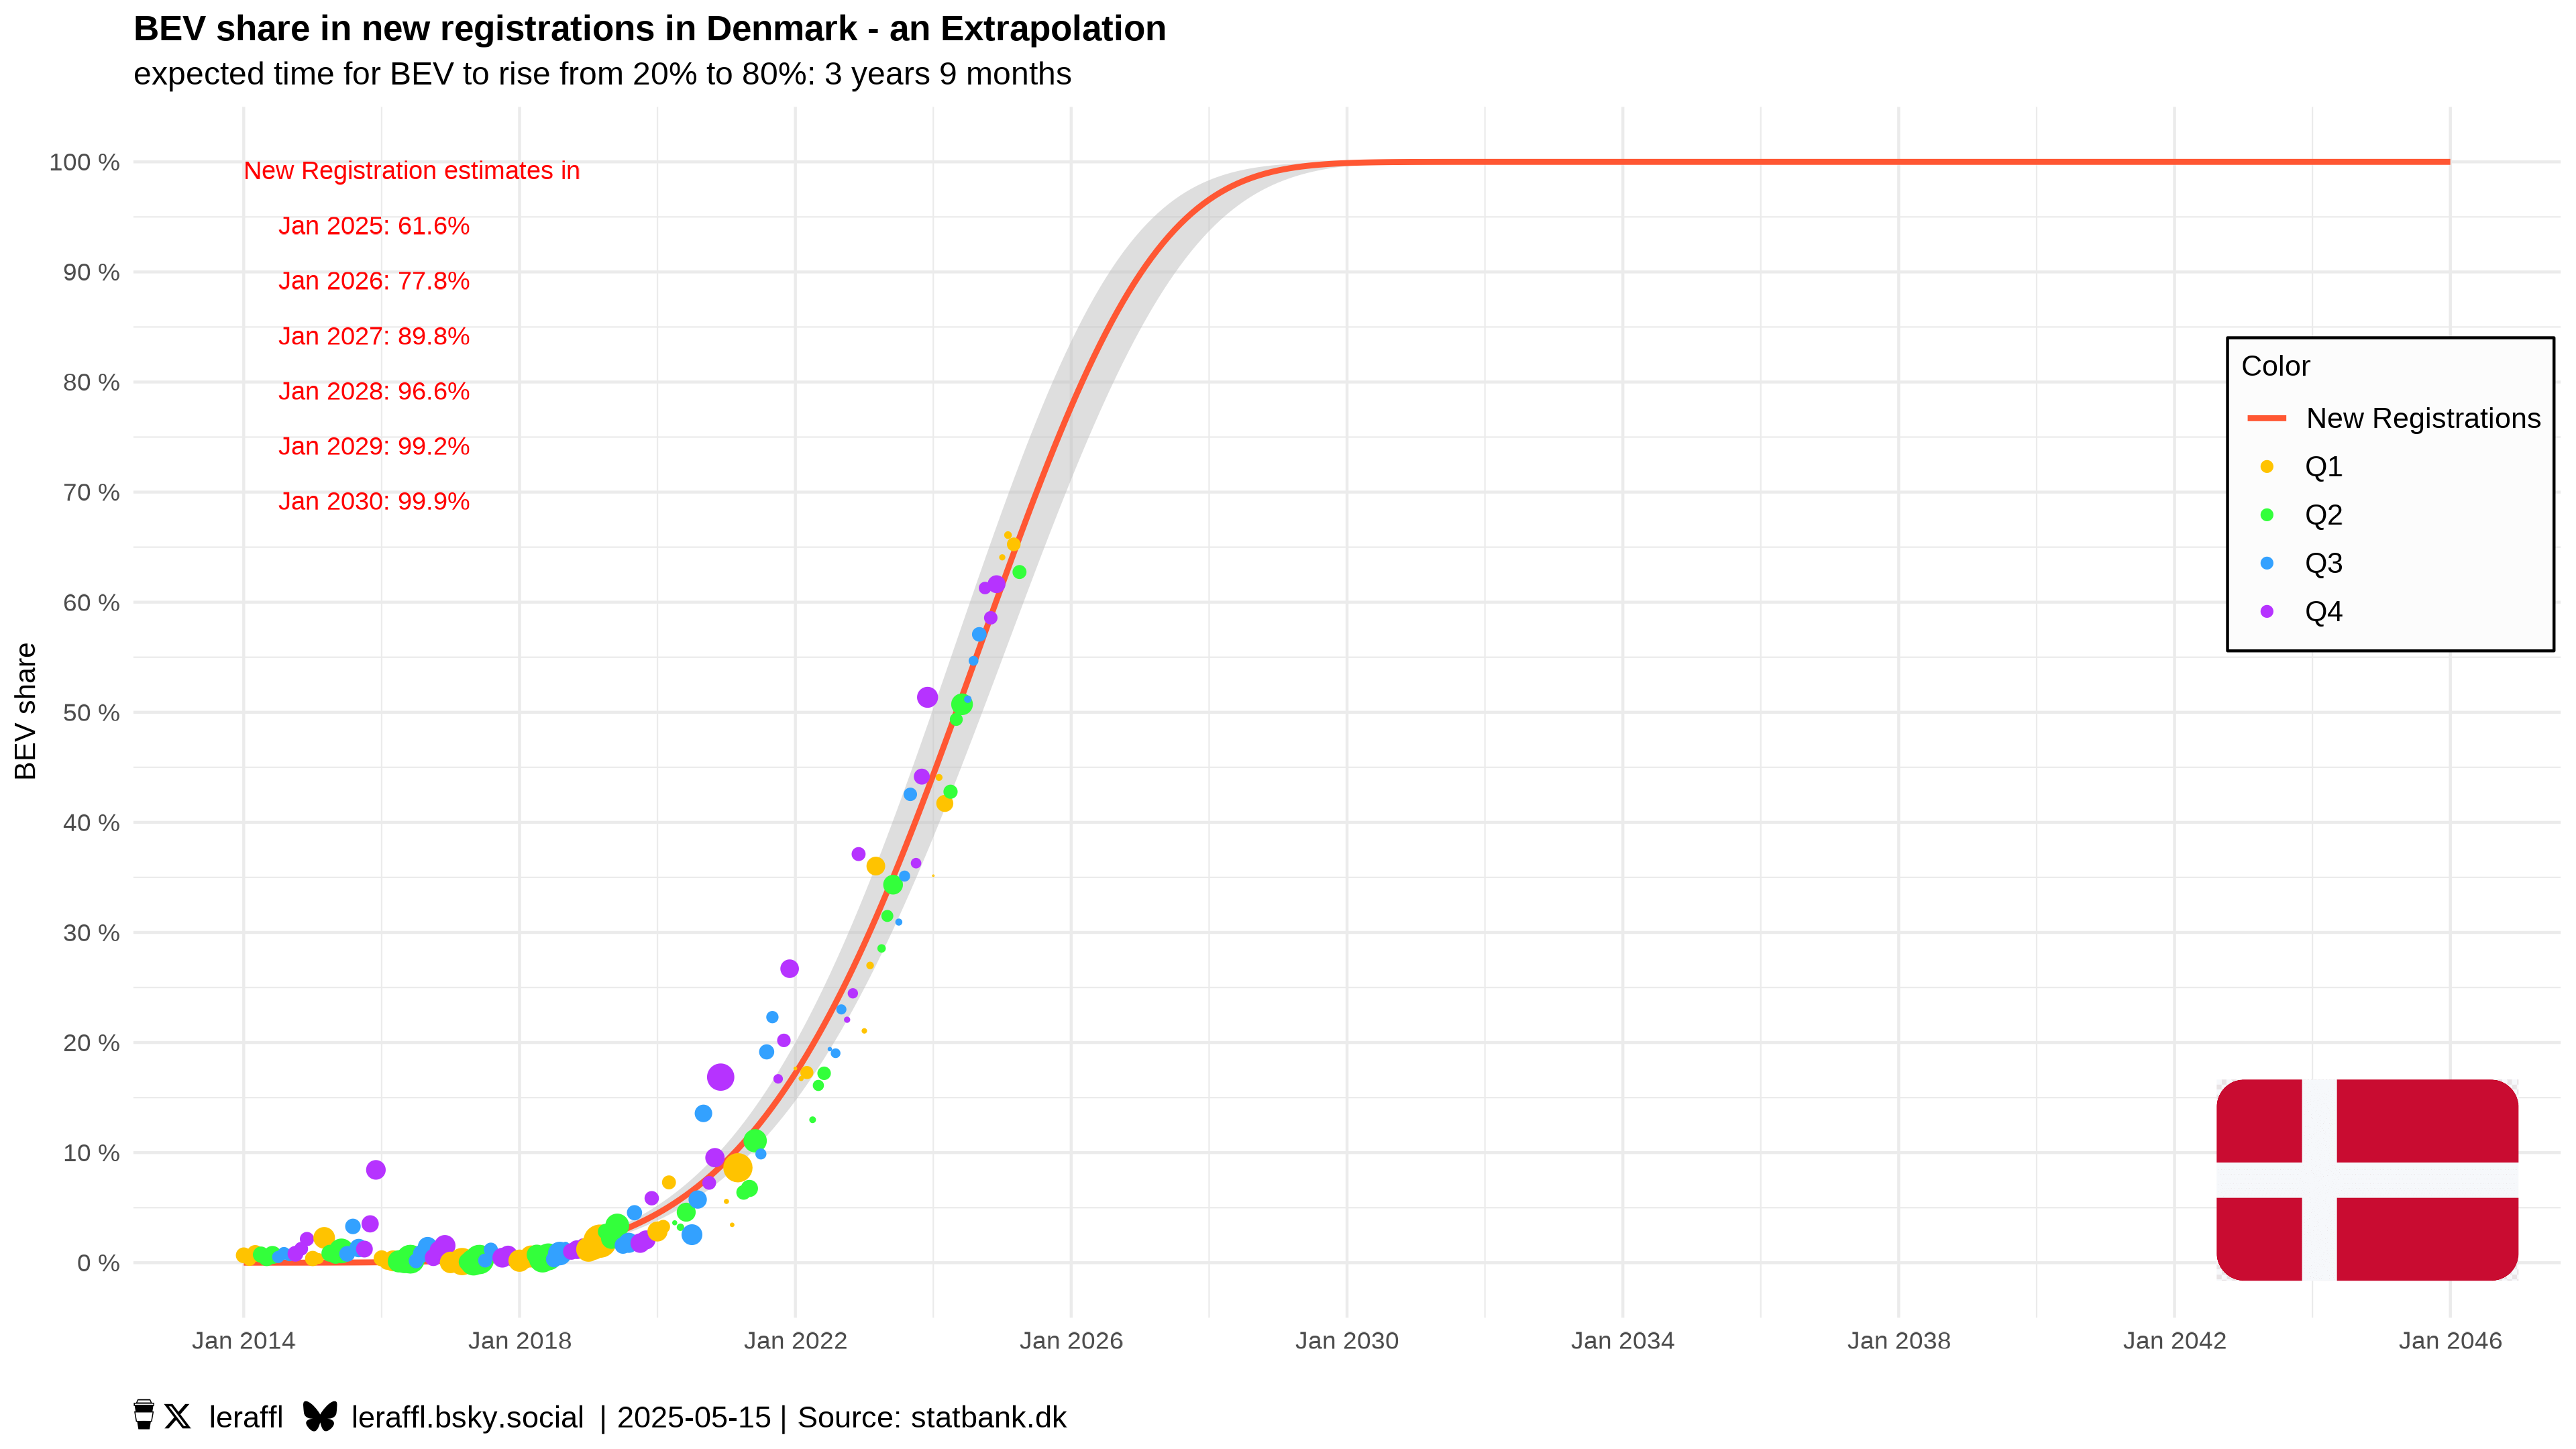 BEV share in new registrations in Denmark - an Extrapolation
expected time for BEV to rise from 20% to 80%: 3 years 9 months
BEV share
100 %
90 %
80 %
70 %
60 %
50 %
40 %
30 %
20 %
10 %
0 %
New Registration estimates in
Jan 2025: 61.6%
Jan 2026: 77.8%
Jan 2027: 89.8%
Jan 2028: 96.6%
Jan 2029: 99.2%
Jan 2030: 99.9%
Color
New Registrations
Q1
Q2
Q3
Q4
Jan 2014 Jan 2018 Jan 2022 Jan 2026 Jan 2030 Jan 2034 Jan 2038 Jan 2042 Jan 2046
leraffl leraffl.bsky.social | 2025-05-15 | Source: statbank.dk